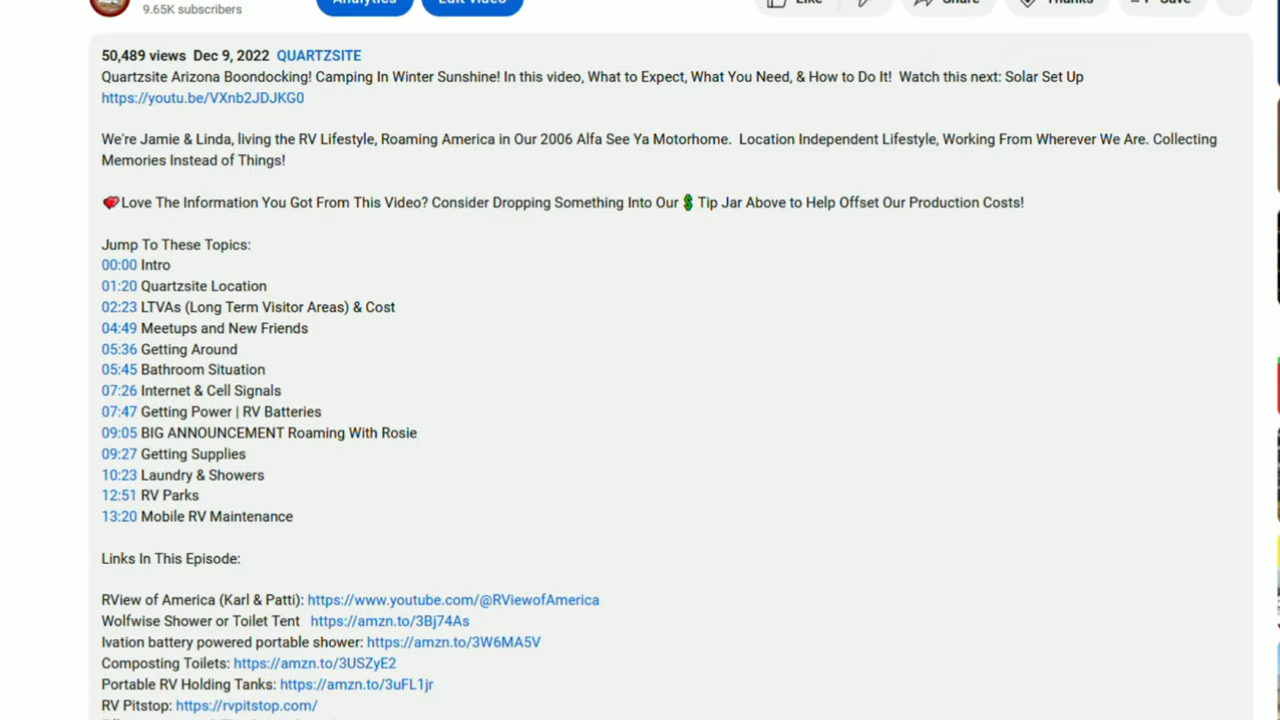 9.65K subscribers
Analytics
Edit video
Like
Share
Thanks
Save
50,489 views Dec 9, 2022 QUARTZSITE
Quartzsite Arizona Boondocking! Camping In Winter Sunshine! In this video, What to Expect, What You Need, & How to Do It! Watch this next: Solar Set Up
https://youtu.be/VXnb2JDJKG0
We're Jamie & Linda, living the RV Lifestyle, Roaming America in Our 2006 Alfa See Ya Motorhome. Location Independent Lifestyle, Working From Wherever We Are. Collecting
Memories Instead of Things!
Love The Information You Got From This Video? Consider Dropping Something Into Our 💲 Tip Jar Above to Help Offset Our Production Costs!
Jump To These Topics:
00:00 Intro
01:20 Quartzsite Location
02:23 LTVAs (Long Term Visitor Areas) & Cost
04:49 Meetups and New Friends
05:36 Getting Around
05:45 Bathroom Situation
07:26 Internet & Cell Signals
07:47 Getting Power | RV Batteries
09:05 BIG ANNOUNCEMENT Roaming With Rosie
09:27 Getting Supplies
10:23 Laundry & Showers
12:51 RV Parks
13:20 Mobile RV Maintenance
Links In This Episode:
RView of America (Karl & Patti): https://www.youtube.com/@RViewofAmerica
Wolfwise Shower or Toilet Tent https://amzn.to/3Bj74As
Ivation battery powered portable shower: https://amzn.to/3W6MA5V
Composting Toilets: https://amzn.to/3USZyE2
Portable RV Holding Tanks: https://amzn.to/3uFL1jr
RV Pitstop: https://rvpitstop.com/